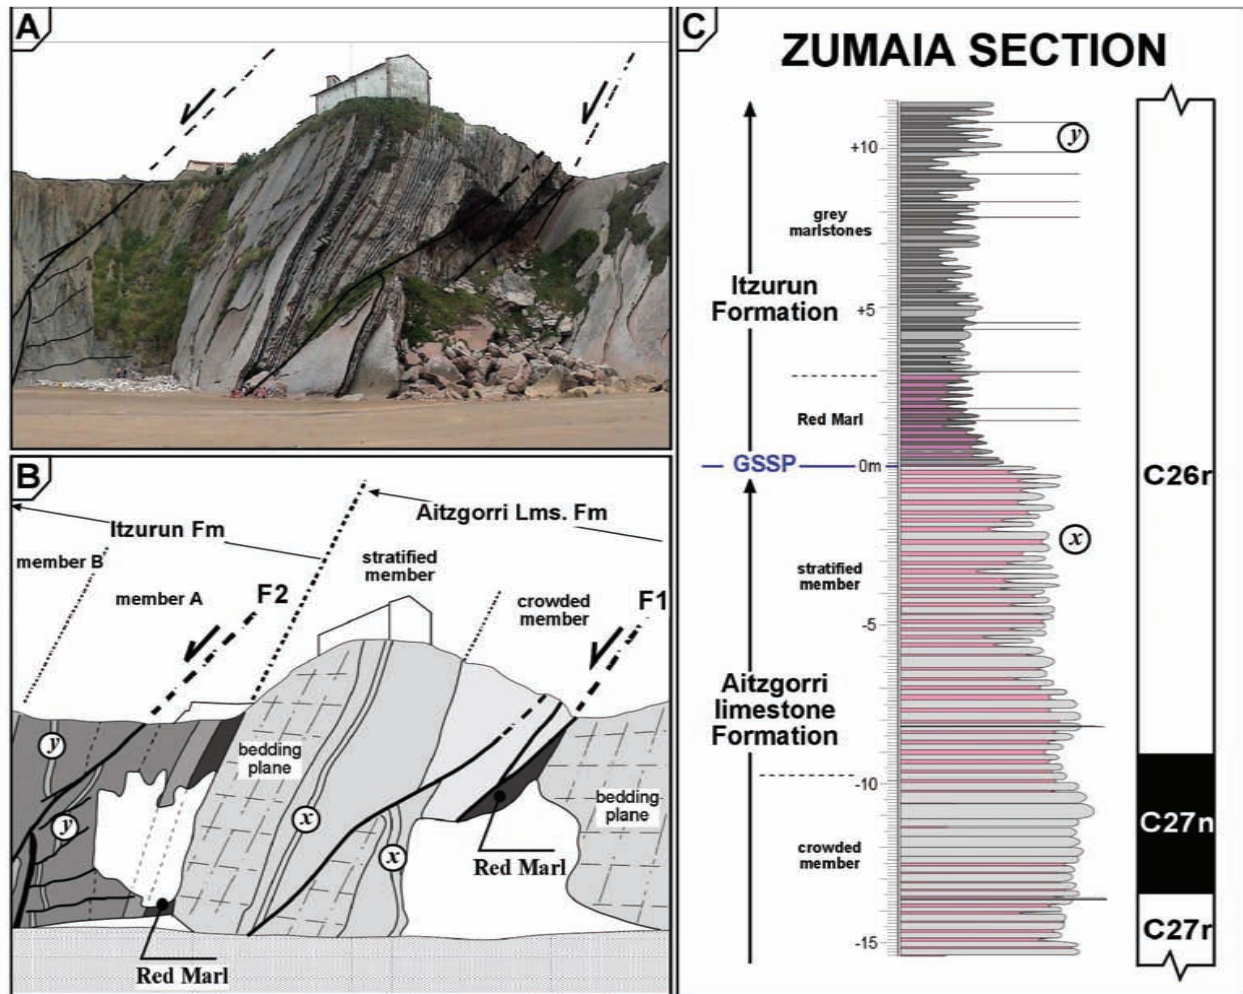 A
B
Itzurun Fm
Aitzgorri Lms. Fm
member B
member A
F2
stratified
member
crowded
member
F1
y
y
bedding
plane
x
x
bedding
plane
Red Marl
Red Marl
C
ZUMAIA SECTION
+10
y
grey
marlstones
Itzurun
Formation
+5
Red Marl
GSSP
0m
C26r
x
stratified
member
-5
Aitzgorri
limestone
Formation
-10
C27n
crowded
member
C27r
-15